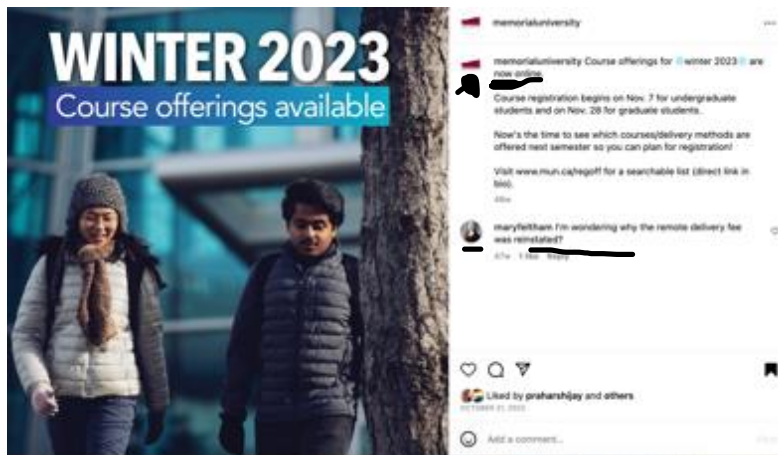 WINTER 2023
Course offerings available
memorialuniversity
memorialuniversity Course offerings for winter 2023 are
now online.
Course registration begins on Nov. 7 for undergraduate
students and on Nov. 28 for graduate students.
Now's the time to see which courses/delivery methods are
offered next semester so you can plan for registration!
Visit www.mun.ca/regoff for a searchable list (direct link in
bio).
maryfeltham I'm wondering why the remote delivery fee
was reinstated?
47w 1 like Reply
Liked by praharshijay and others
OCTOBER 21, 2022
Add a comment...